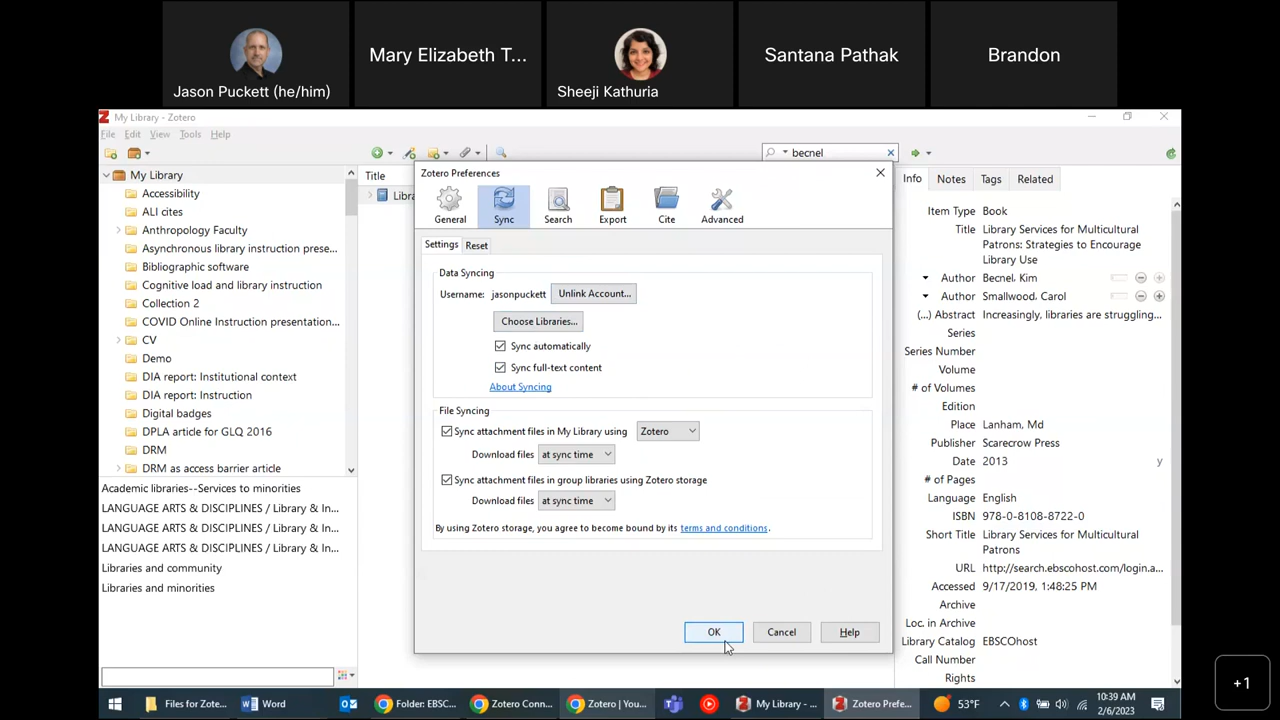 Jason Puckett (he/him)
Mary Elizabeth T...
Sheeji Kathuria
Santana Pathak
Brandon
My Library - Zotero
File Edit View Tools Help
becnel
My Library
Accessibility
ALI cites
Anthropology Faculty
Asynchronous library instruction prese...
Bibliographic software
Cognitive load and library instruction
Collection 2
COVID Online Instruction presentation...
CV
Demo
DIA report: Institutional context
DIA report: Instruction
Digital badges
DPLA article for GLQ 2016
DRM
DRM as access barrier article
Academic libraries--Services to minorities
LANGUAGE ARTS & DISCIPLINES / Library & In...
LANGUAGE ARTS & DISCIPLINES / Library & In...
LANGUAGE ARTS & DISCIPLINES / Library & In...
Libraries and community
Libraries and minorities
Title
Libra
Zotero Preferences
General Sync Search Export Cite Advanced
Settings Reset
Data Syncing
Username: jasonpuckett Unlink Account...
Choose Libraries...
Sync automatically
Sync full-text content
About Syncing
File Syncing
Sync attachment files in My Library using Zotero
Download files at sync time
Sync attachment files in group libraries using Zotero storage
Download files at sync time
By using Zotero storage, you agree to become bound by its terms and conditions.
OK Cancel Help
Info Notes Tags Related
Item Type Book
Title Library Services for Multicultural
Patrons: Strategies to Encourage
Library Use
Author Becnel, Kim
Author Smallwood, Carol
(...) Abstract Increasingly, libraries are struggling...
Series
Series Number
Volume
# of Volumes
Edition
Place Lanham, Md
Publisher Scarecrow Press
Date 2013 y
# of Pages
Language English
ISBN 978-0-8108-8722-0
Short Title Library Services for Multicultural
Patrons
URL http://search.ebscohost.com/login.a...
Accessed 9/17/2019, 1:48:25 PM
Archive
Loc. in Archive
Library Catalog EBSCOhost
Call Number
Rights
Files for Zote... Word Folder: EBSC... Zotero Conn... Zotero | You... My Library - ... Zotero Prefe... 53°F
10:39 AM
2/6/2023
+1